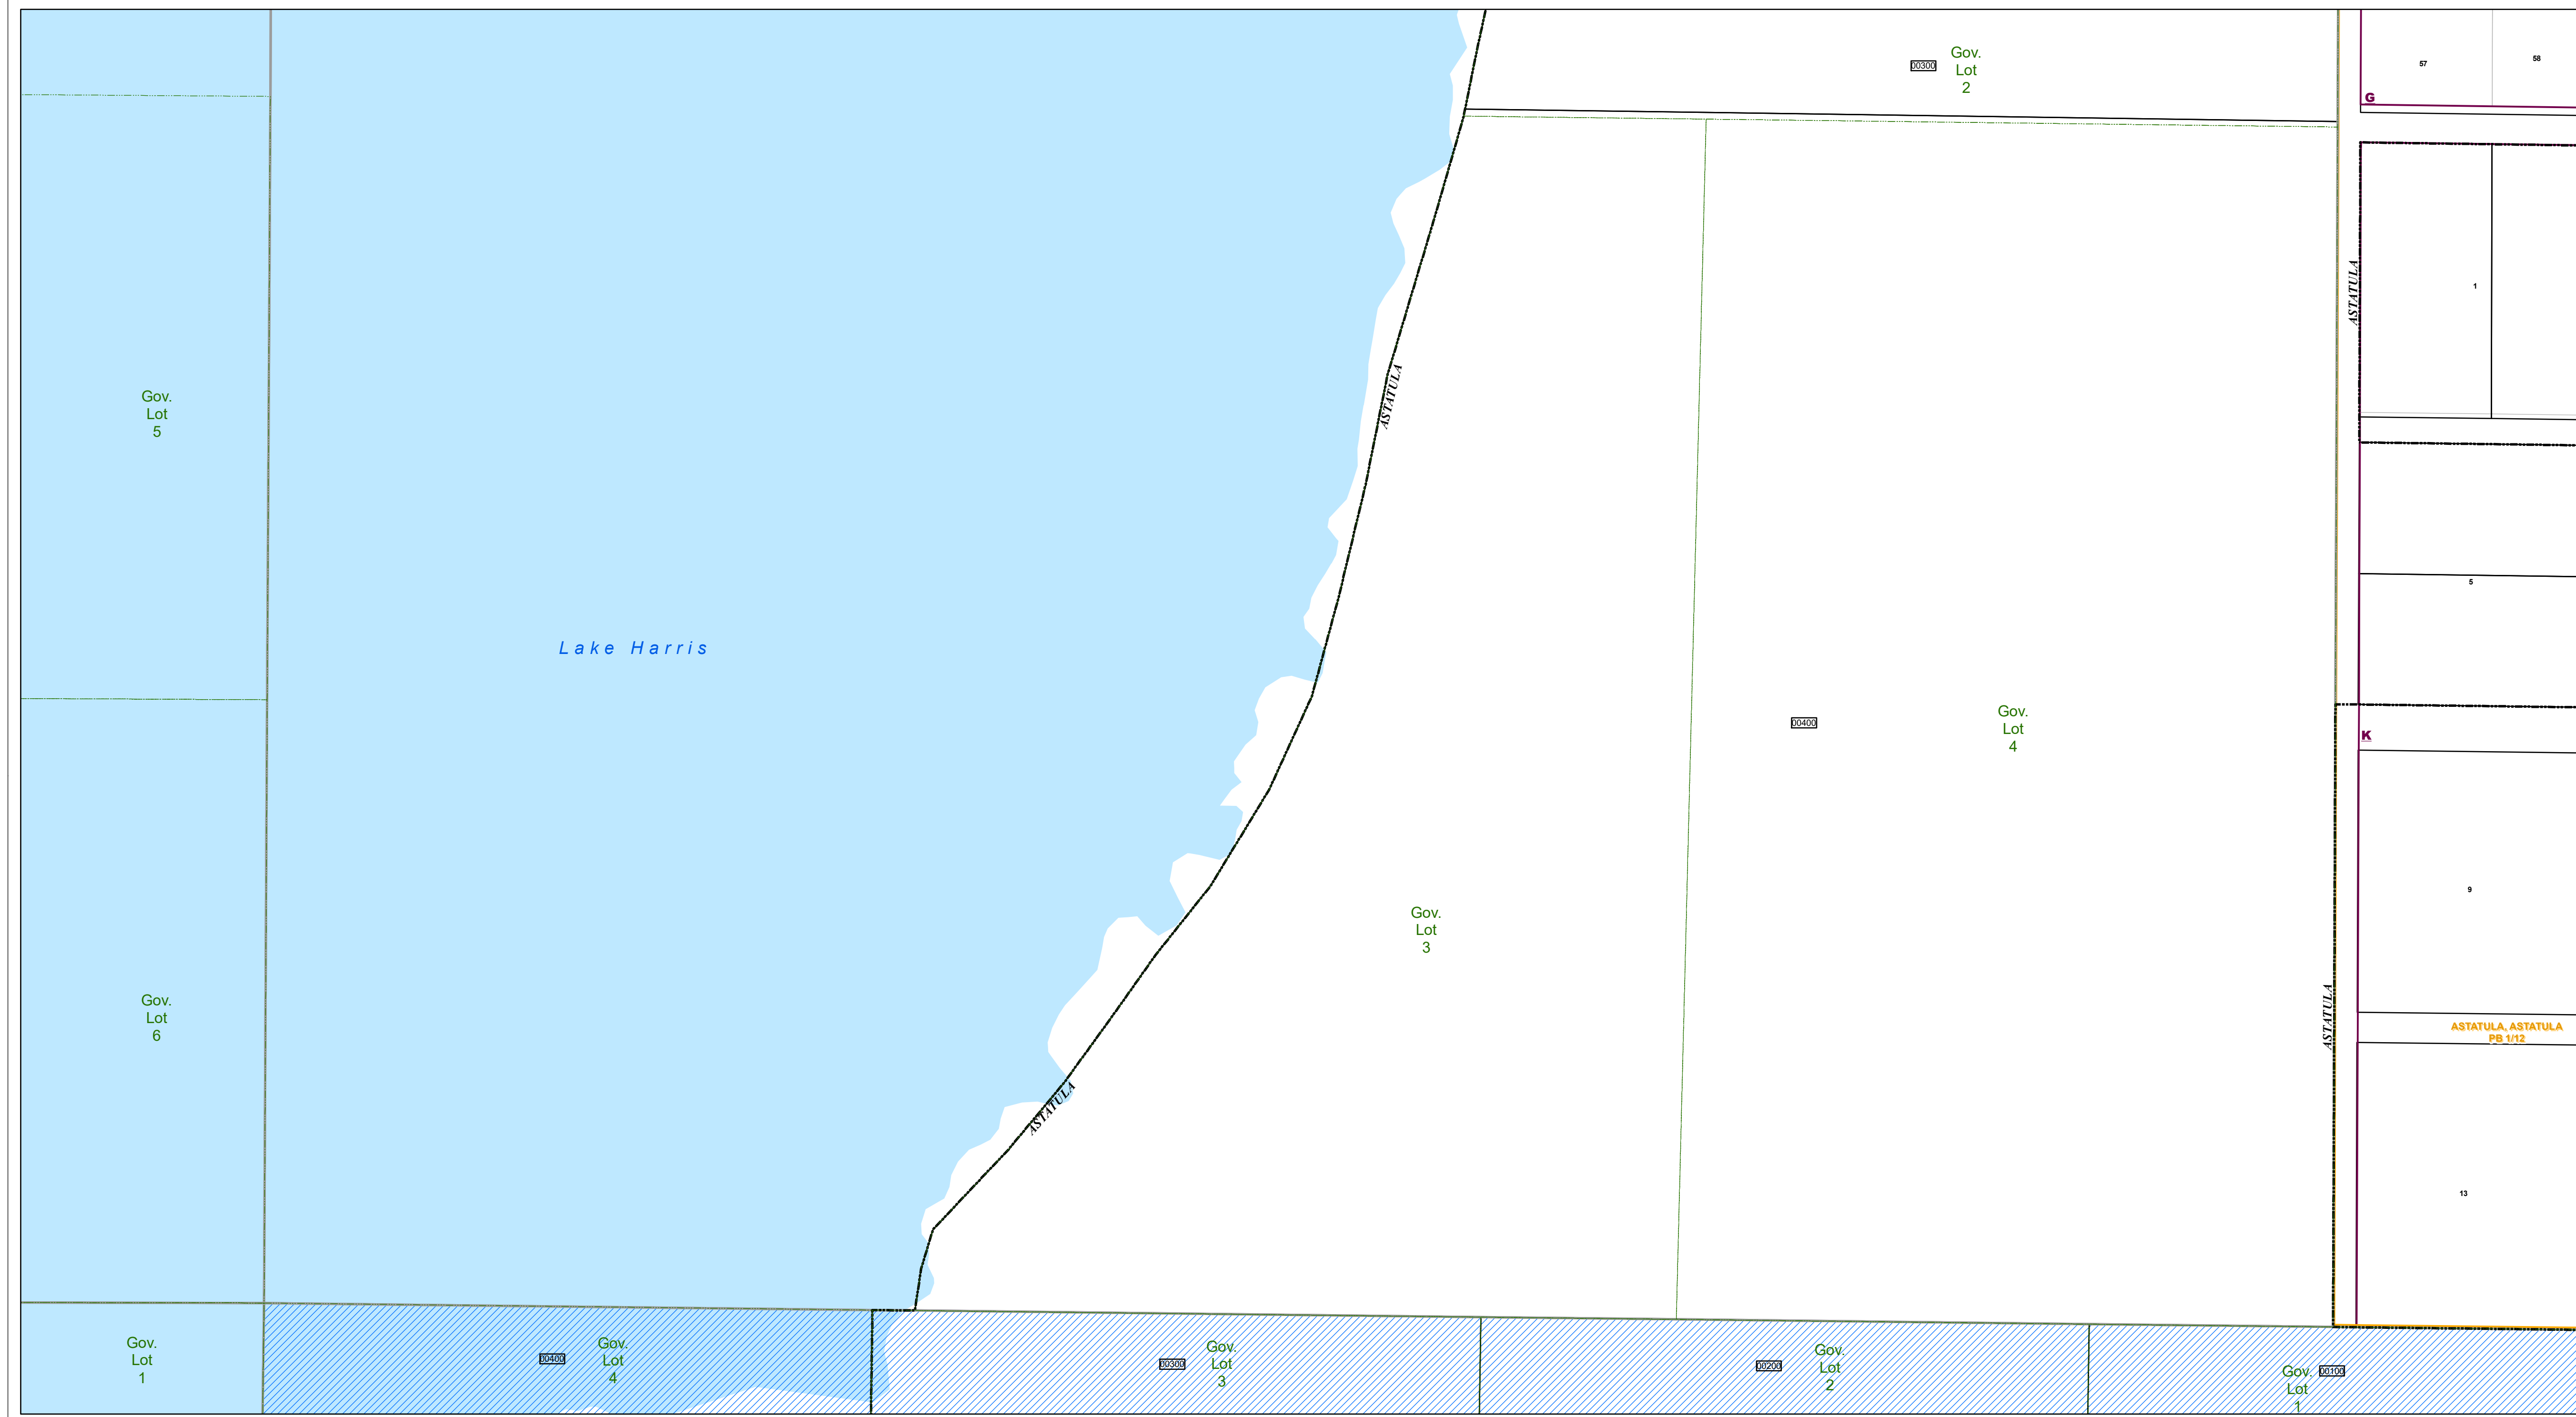 00300
Gov.
Lot
2
57
58
G
ASTATULA
1
ASTATULA
Gov.
Lot
5
5
Lake Harris
00400
Gov.
Lot
4
K
9
Gov.
Lot
3
Gov.
Lot
6
ASTATULA
ASTATULA, ASTATULA
PB 1/12
ASTATULA
13
Gov.
Lot
1
00400
Gov.
Lot
4
00300
Gov.
Lot
3
00200
Gov.
Lot
2
Gov.
Lot
1
00100